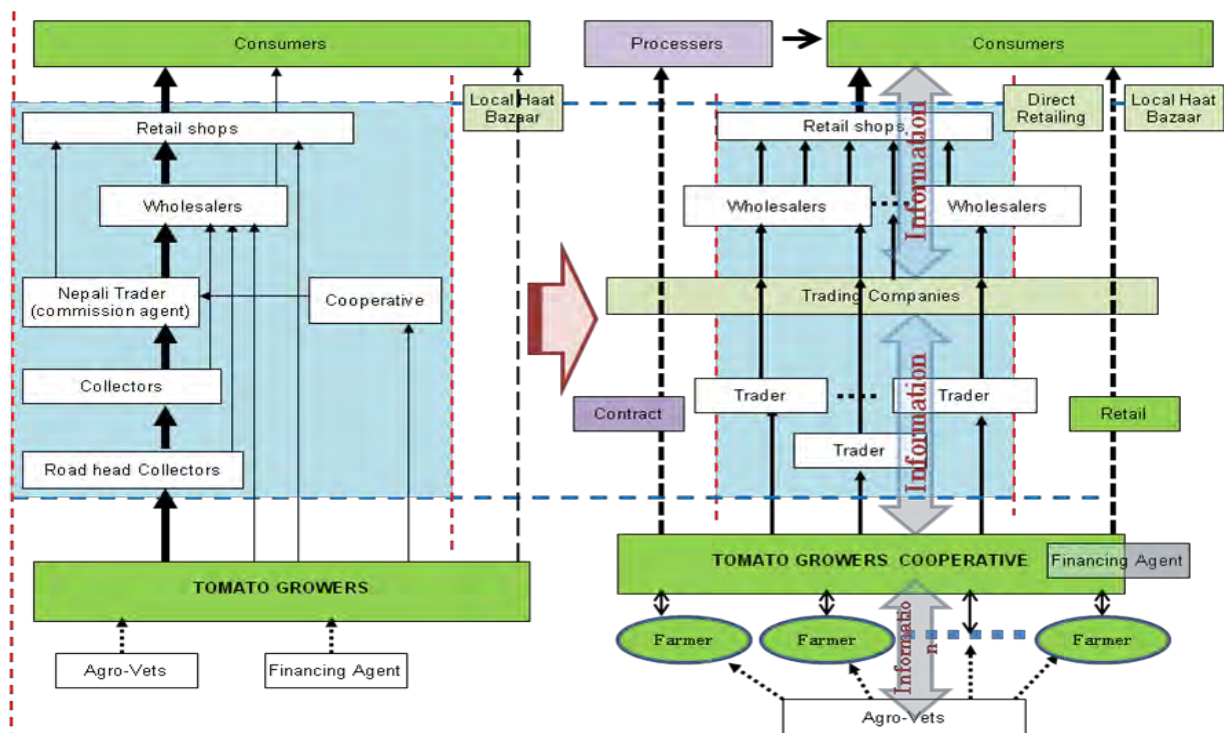 Consumers
Local Haat
Bazaar
Retail shops
Wholesalers
Nepali Trader
(commission agent)
Cooperative
Collectors
Road head Collectors
TOMATO GROWERS
Agro-Vets
Financing Agent
Processers
Consumers
Direct
Retailing
Local Haat
Bazaar
Retail shops
Information
Wholesalers
Wholesalers
Trading Companies
Contract
Trader
Trader
Retail
Trader
Information
TOMATO GROWERS COOPERATIVE
Financing Agent
Farmer
Farmer
Farmer
Informatio
n
Agro-Vets